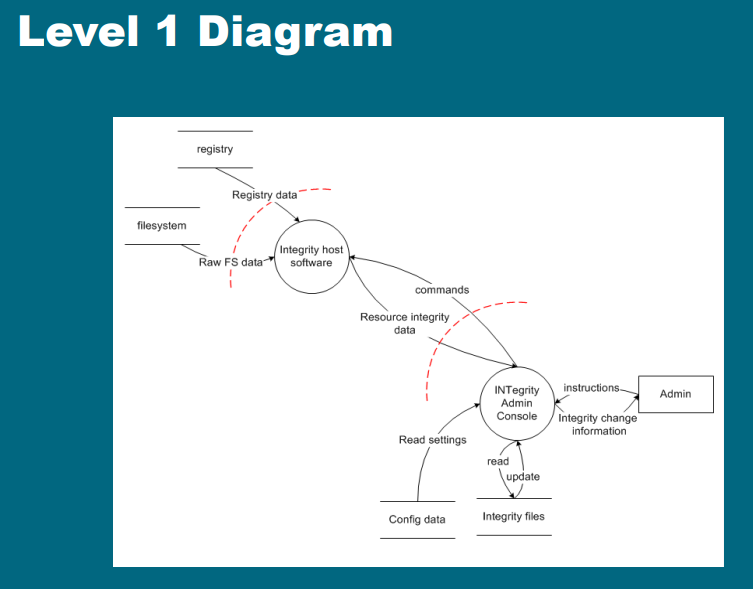 Level 1 Diagram
registry
Registry data
filesystem
Raw FS data
Integrity host
software
commands
Resource integrity
data
INTegrity
Admin
Console
instructions
Admin
Integrity change
information
Read settings
read
update
Config data
Integrity files